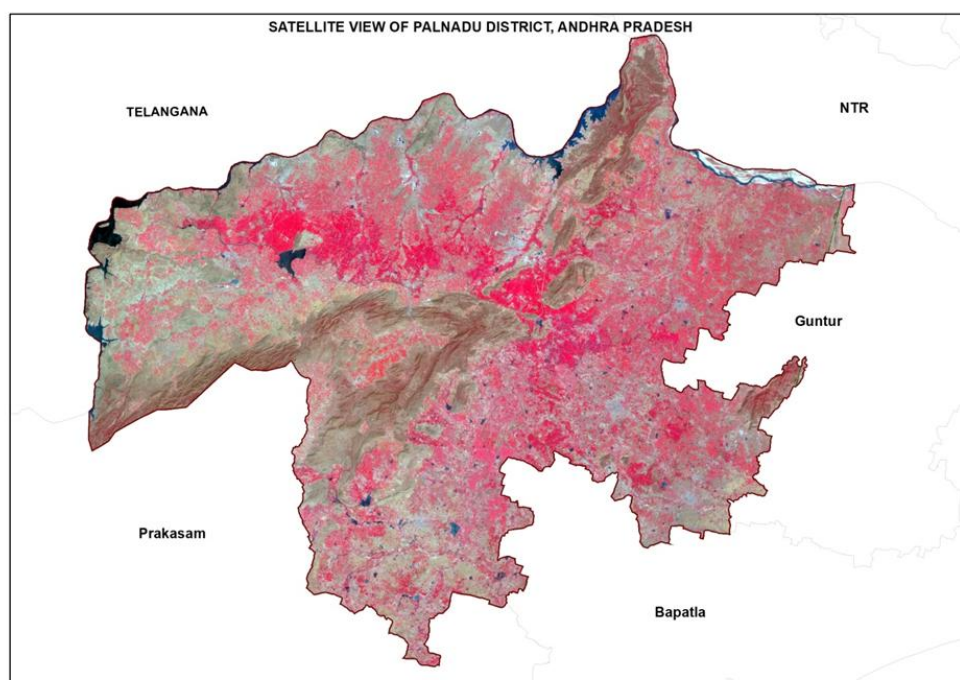 SATELLITE VIEW OF PALNADU DISTRICT, ANDHRA PRADESH
TELANGANA
NTR
Guntur
Prakasam
Bapatla